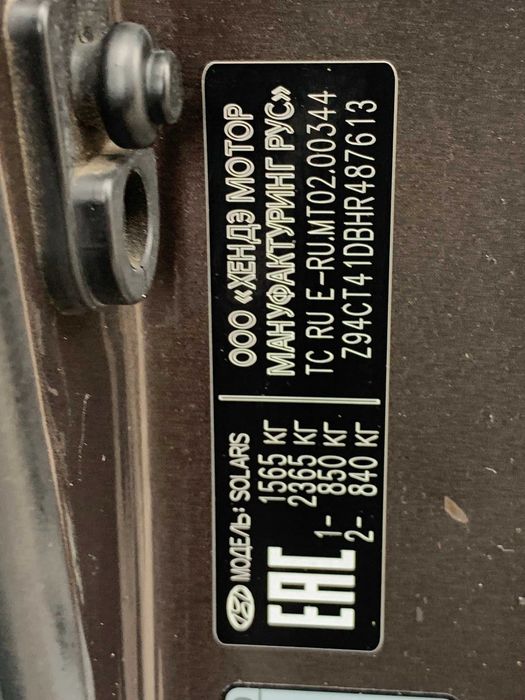 ООО «ХЕНДЭ МОТОР
МАНУФАКТУРИНГ РУС»
ТС RU E-RU.MT02.00344
Z94CT41DBHR487613
МОДЕЛЬ: SOLARIS
1565 КГ
2365 КГ
1- 850 КГ
2- 840 КГ
EAC